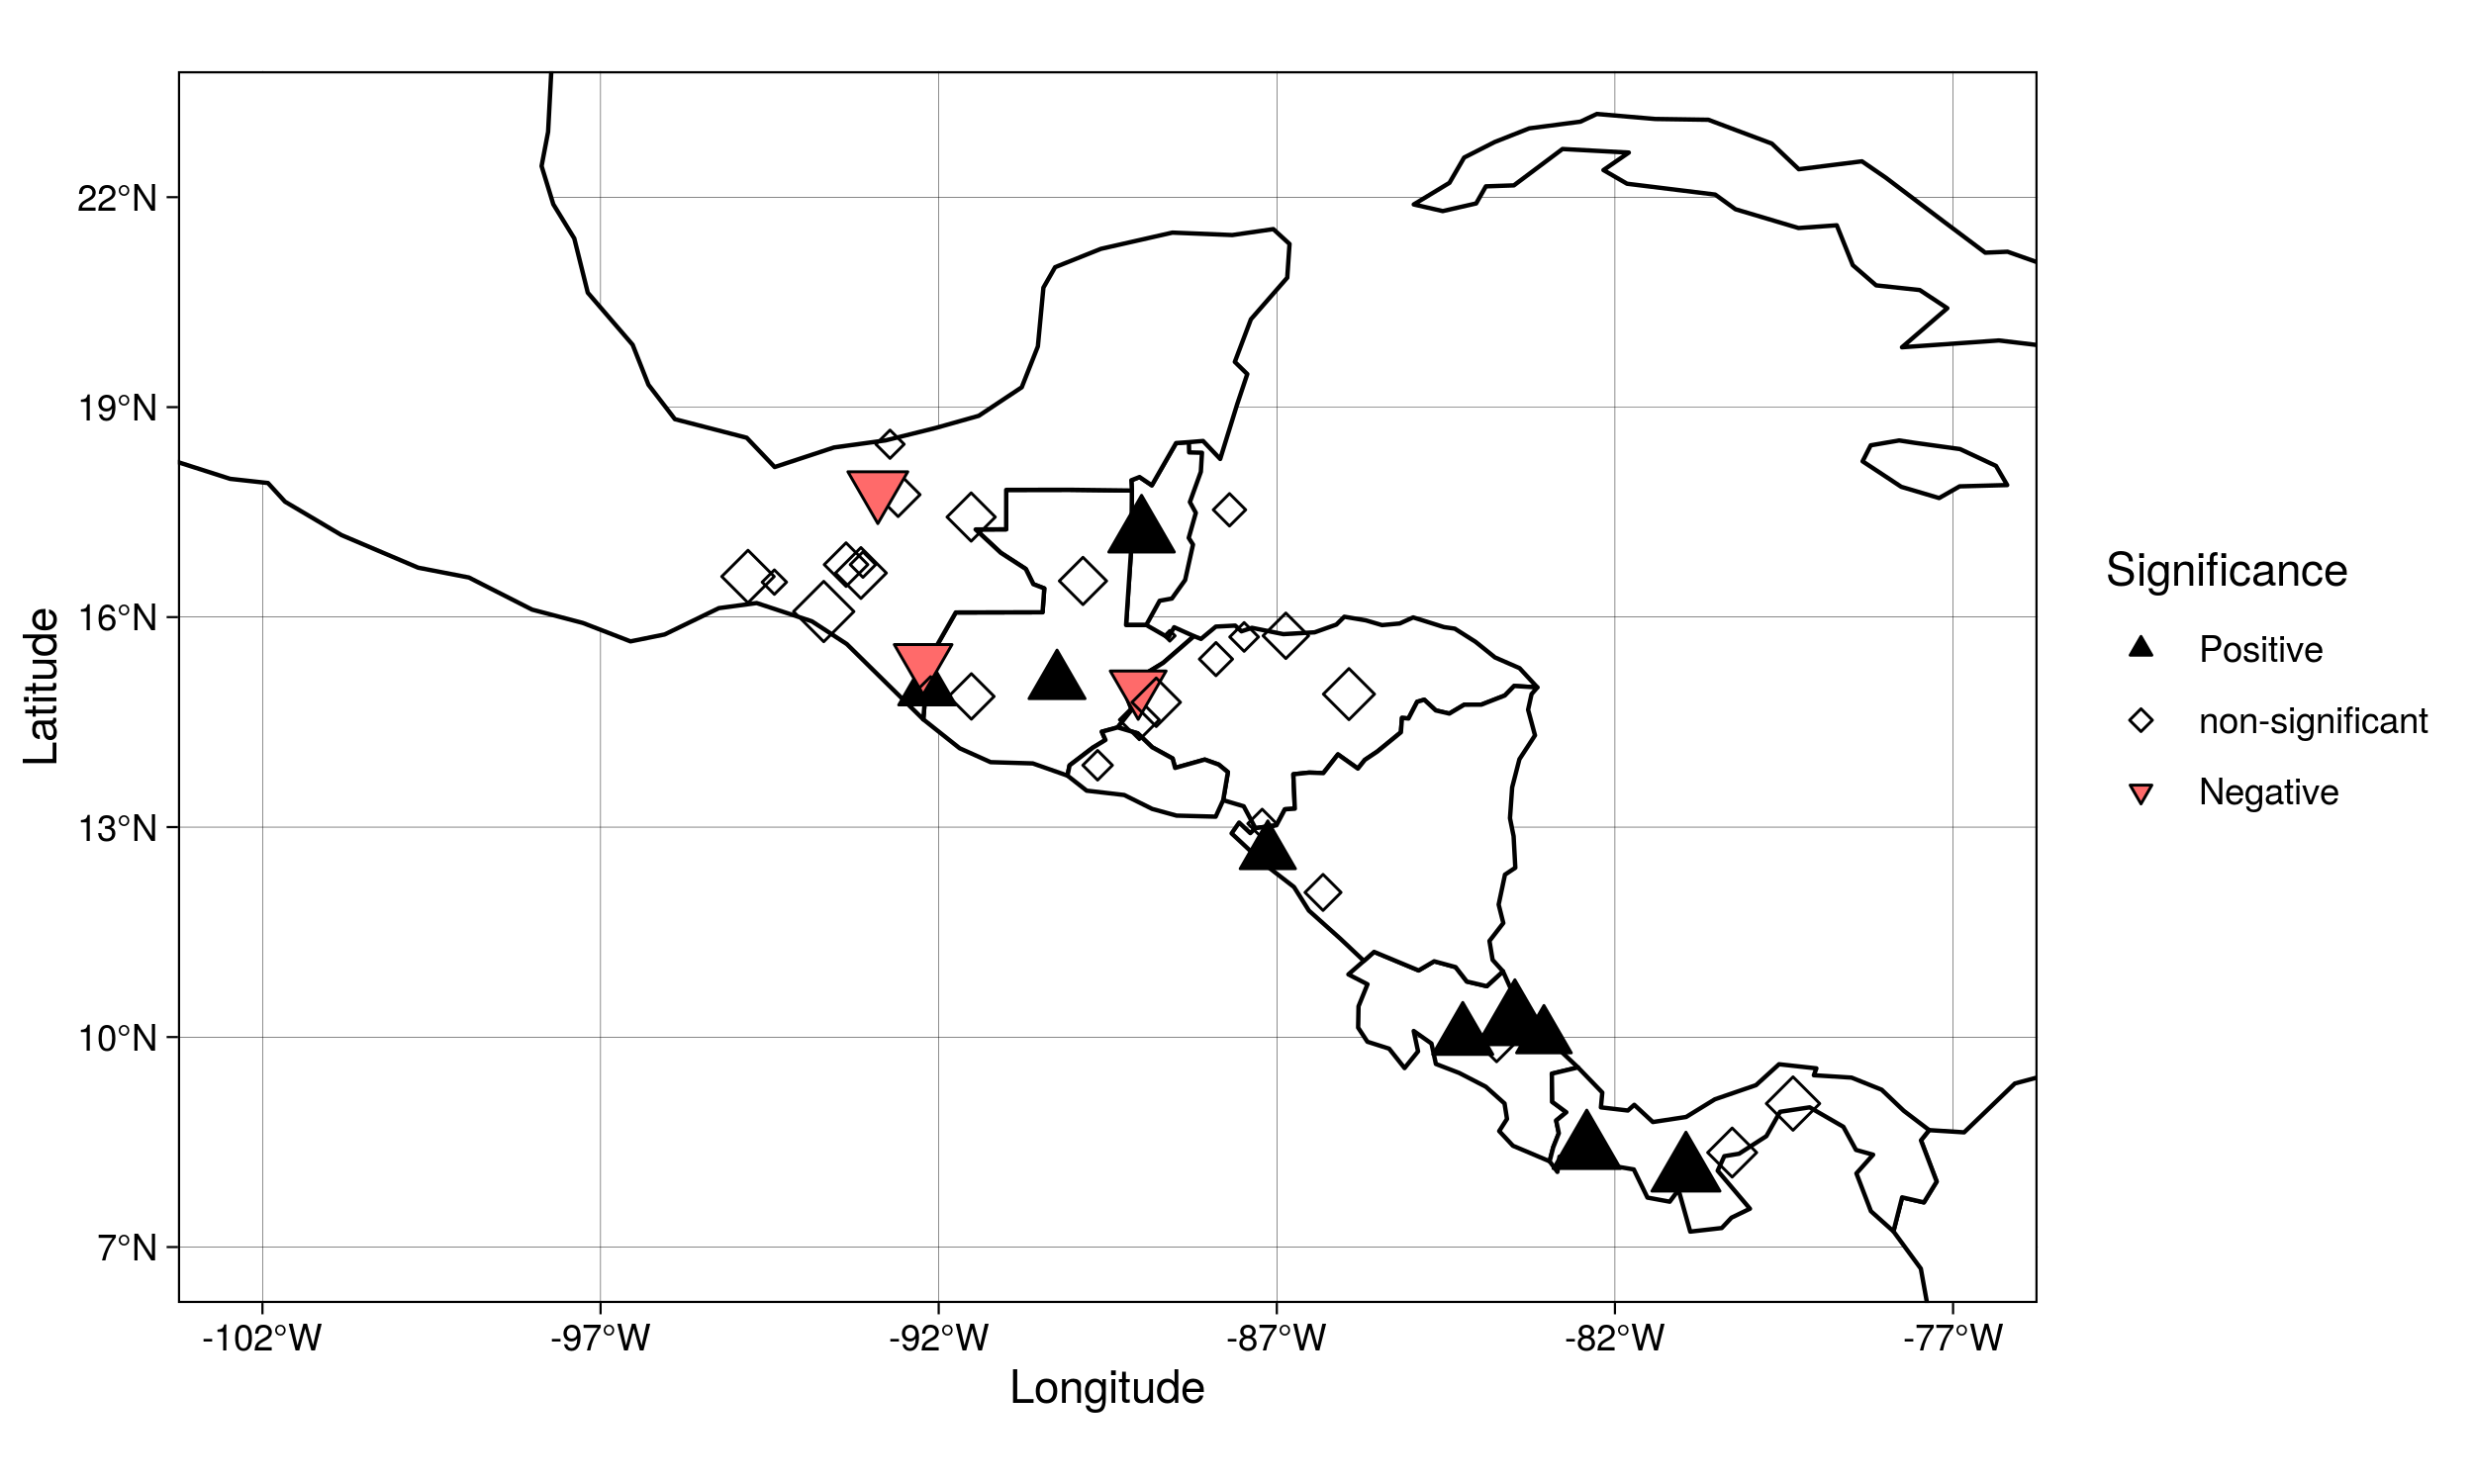 22°N
19°N
16°N
13°N
10°N
7°N
Latitude
-102°W
-97°W
-92°W
-87°W
-82°W
-77°W
Longitude
Significance
Positive
non-significant
Negative